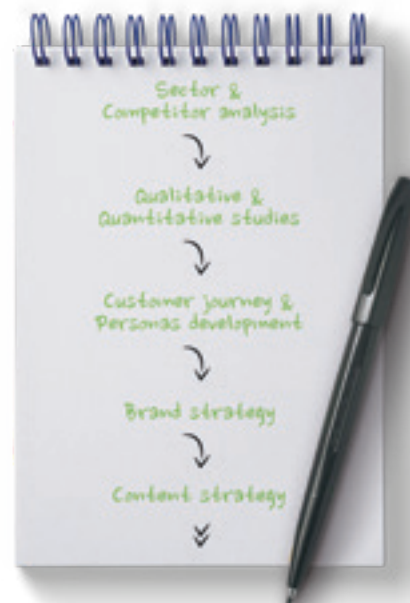 Sector &
Competitor analysis
Qualitative &
Quantitative studies
Customer journey &
Personas development
Brand strategy
Content strategy